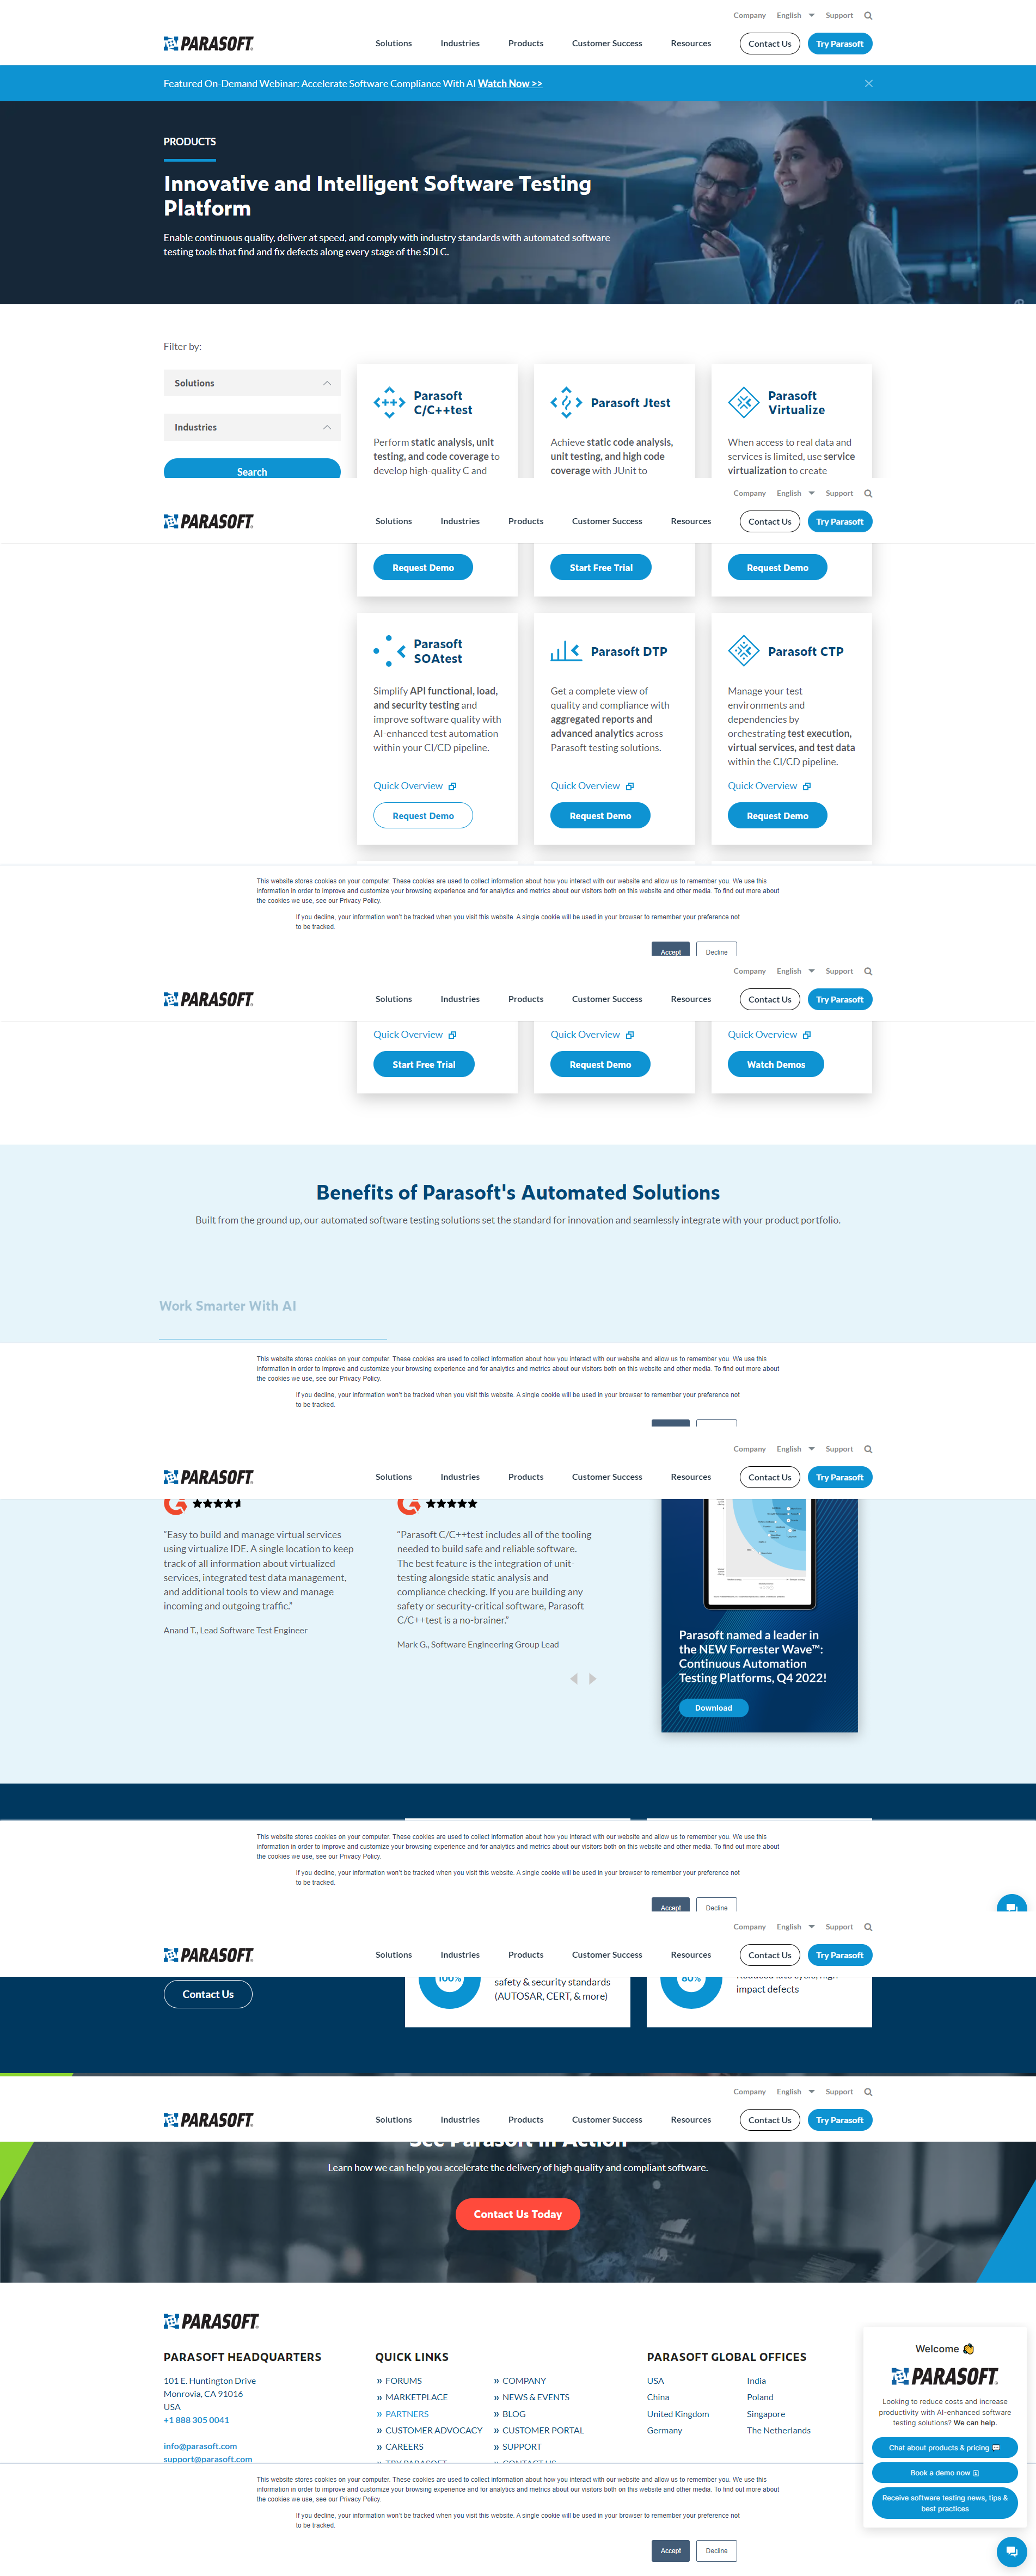 Company English Support
PARASOFT
Solutions Industries Products Customer Success Resources Contact Us Try Parasoft
Featured On-Demand Webinar: Accelerate Software Compliance With AI Watch Now >>
PRODUCTS
Innovative and Intelligent Software Testing
Platform
Enable continuous quality, deliver at speed, and comply with industry standards with automated software
testing tools that find and fix defects along every stage of the SDLC.
Filter by:
Solutions
Industries
Search
Parasoft
C/C++test
Perform static analysis, unit
testing, and code coverage to
develop high-quality C and
Parasoft Jtest
Achieve static code analysis,
unit testing, and high code
coverage with JUnit to
Parasoft
Virtualize
When access to real data and
services is limited, use service
virtualization to create
Company English Support
PARASOFT
Solutions Industries Products Customer Success Resources Contact Us Try Parasoft
Request Demo
Start Free Trial
Request Demo
Parasoft
SOAtest
Simplify API functional, load,
and security testing and
improve software quality with
AI-enhanced test automation
within your CI/CD pipeline.
Quick Overview
Request Demo
Parasoft DTP
Get a complete view of
quality and compliance with
aggregated reports and
advanced analytics across
Parasoft testing solutions.
Quick Overview
Request Demo
Parasoft CTP
Manage your test
environments and
dependencies by
orchestrating test execution,
virtual services, and test data
within the CI/CD pipeline.
Quick Overview
Request Demo
This website stores cookies on your computer. These cookies are used to collect information about how you interact with our website and allow us to remember you. We use this
information in order to improve and customize your browsing experience and for analytics and metrics about our visitors both on this website and other media. To find out more about
the cookies we use, see our Privacy Policy.
If you decline, your information won't be tracked when you visit this website. A single cookie will be used in your browser to remember your preference not
to be tracked.
Accept Decline
Company English Support
PARASOFT
Solutions Industries Products Customer Success Resources Contact Us Try Parasoft
Quick Overview
Start Free Trial
Quick Overview
Request Demo
Quick Overview
Watch Demos
Benefits of Parasoft's Automated Solutions
Built from the ground up, our automated software testing solutions set the standard for innovation and seamlessly integrate with your product portfolio.
Work Smarter With AI
This website stores cookies on your computer. These cookies are used to collect information about how you interact with our website and allow us to remember you. We use this
information in order to improve and customize your browsing experience and for analytics and metrics about our visitors both on this website and other media. To find out more about
the cookies we use, see our Privacy Policy.
If you decline, your information won't be tracked when you visit this website. A single cookie will be used in your browser to remember your preference not
to be tracked.
Company English Support
PARASOFT
Solutions Industries Products Customer Success Resources Contact Us Try Parasoft
"Easy to build and manage virtual services
using virtualize IDE. A single location to keep
track of all information about virtualized
services, integrated test data management,
and additional tools to view and manage
incoming and outgoing traffic."
Anand T., Lead Software Test Engineer
"Parasoft C/C++test includes all of the tooling
needed to build safe and reliable software.
The best feature is the integration of unit-
testing alongside static analysis and
compliance checking. If you are building any
safety or security-critical software, Parasoft
C/C++test is a no-brainer."
Mark G., Software Engineering Group Lead
Parasoft named a leader in
the NEW Forrester Wave™:
Continuous Automation
Testing Platforms, Q4 2022!
Download
This website stores cookies on your computer. These cookies are used to collect information about how you interact with our website and allow us to remember you. We use this
information in order to improve and customize your browsing experience and for analytics and metrics about our visitors both on this website and other media. To find out more about
the cookies we use, see our Privacy Policy.
If you decline, your information won't be tracked when you visit this website. A single cookie will be used in your browser to remember your preference not
to be tracked.
Accept Decline
Company English Support
PARASOFT
Solutions Industries Products Customer Success Resources Contact Us Try Parasoft
Contact Us
100%
safety & security standards
(AUTOSAR, CERT, & more)
80%
Reduced late cycle, high
impact defects
Company English Support
PARASOFT
Solutions Industries Products Customer Success Resources Contact Us Try Parasoft
See Parasoft in Action
Learn how we can help you accelerate the delivery of high quality and compliant software.
Contact Us Today
PARASOFT
PARASOFT HEADQUARTERS
101 E. Huntington Drive
Monrovia, CA 91016
USA
+1 888 305 0041
info@parasoft.com
support@parasoft.com
QUICK LINKS
» FORUMS
» MARKETPLACE
» PARTNERS
» CUSTOMER ADVOCACY
» CAREERS
» TRY PARASOFT
» COMPANY
» NEWS & EVENTS
» BLOG
» CUSTOMER PORTAL
» SUPPORT
» CONTACT US
PARASOFT GLOBAL OFFICES
USA
China
United Kingdom
Germany
India
Poland
Singapore
The Netherlands
Welcome
PARASOFT
Looking to reduce costs and increase
productivity with AI-enhanced software
testing solutions? We can help.
Chat about products & pricing
Book a demo now
Receive software testing news, tips &
best practices
This website stores cookies on your computer. These cookies are used to collect information about how you interact with our website and allow us to remember you. We use this
information in order to improve and customize your browsing experience and for analytics and metrics about our visitors both on this website and other media. To find out more about
the cookies we use, see our Privacy Policy.
If you decline, your information won't be tracked when you visit this website. A single cookie will be used in your browser to remember your preference not
to be tracked.
Accept Decline